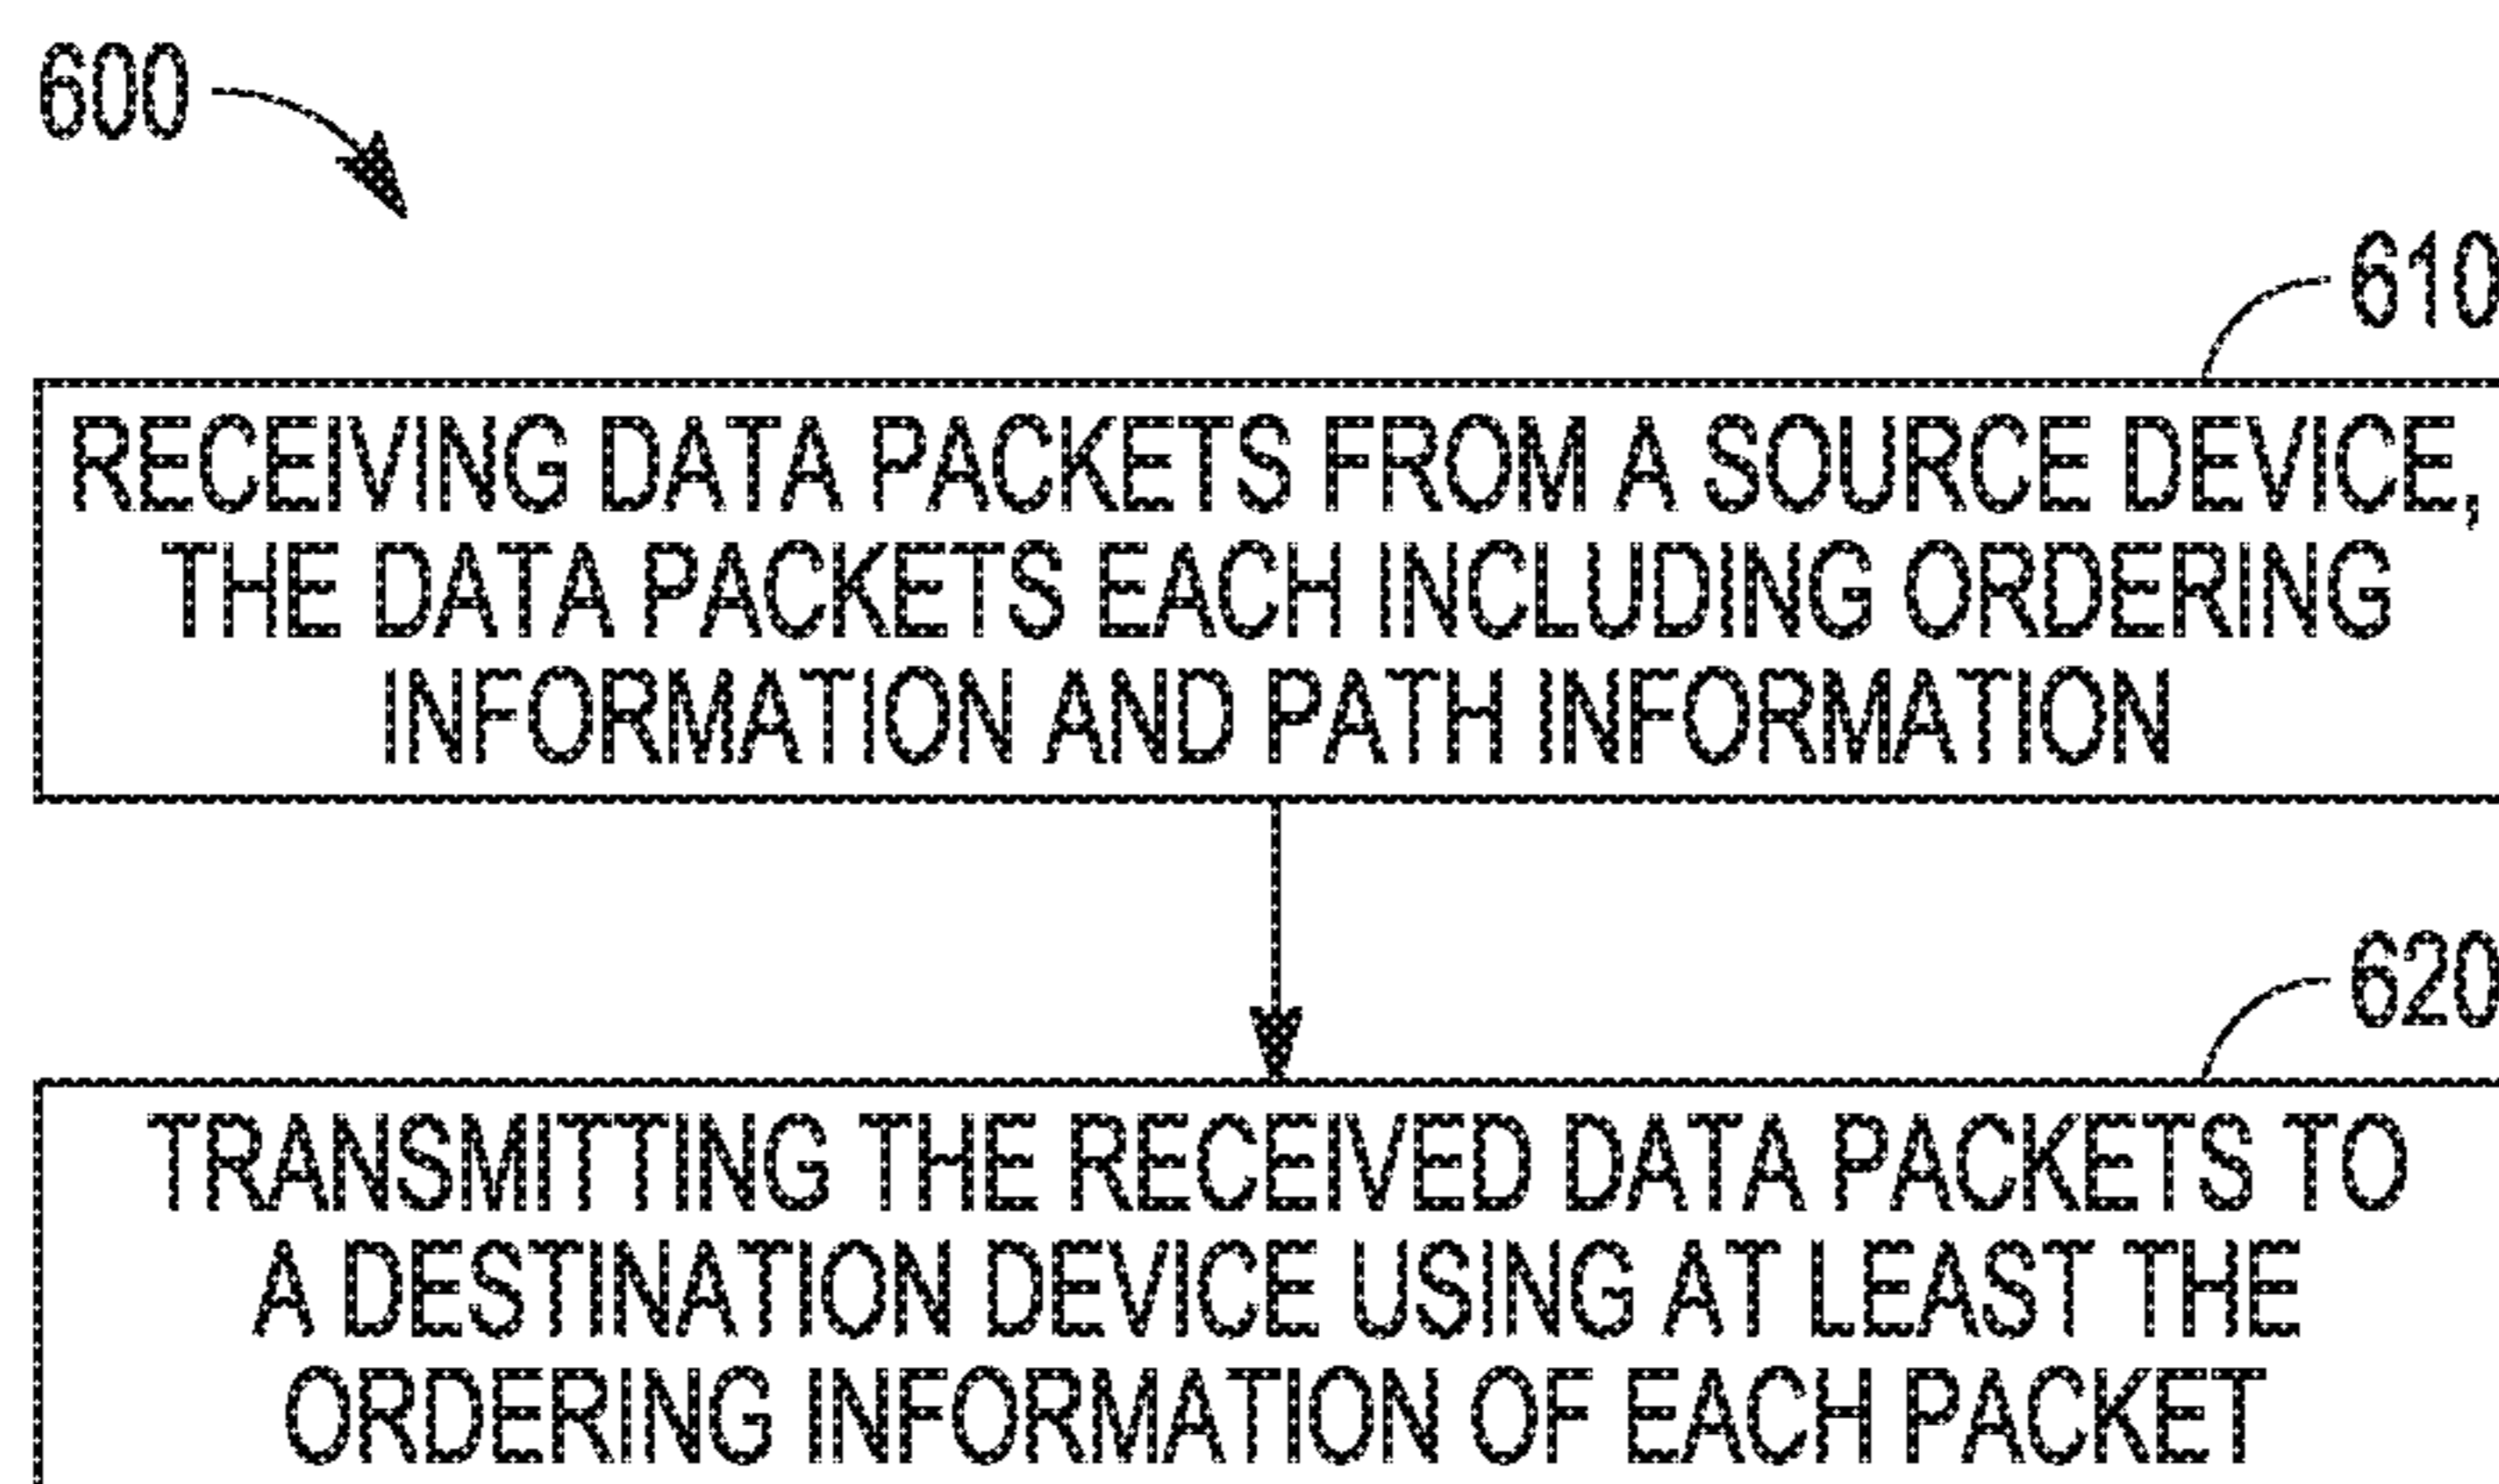 600
610
RECEIVING DATA PACKETS FROM A SOURCE DEVICE,
THE DATA PACKETS EACH INCLUDING ORDERING
INFORMATION AND PATH INFORMATION
620
TRANSMITTING THE RECEIVED DATA PACKETS TO
A DESTINATION DEVICE USING AT LEAST THE
ORDERING INFORMATION OF EACH PACKET